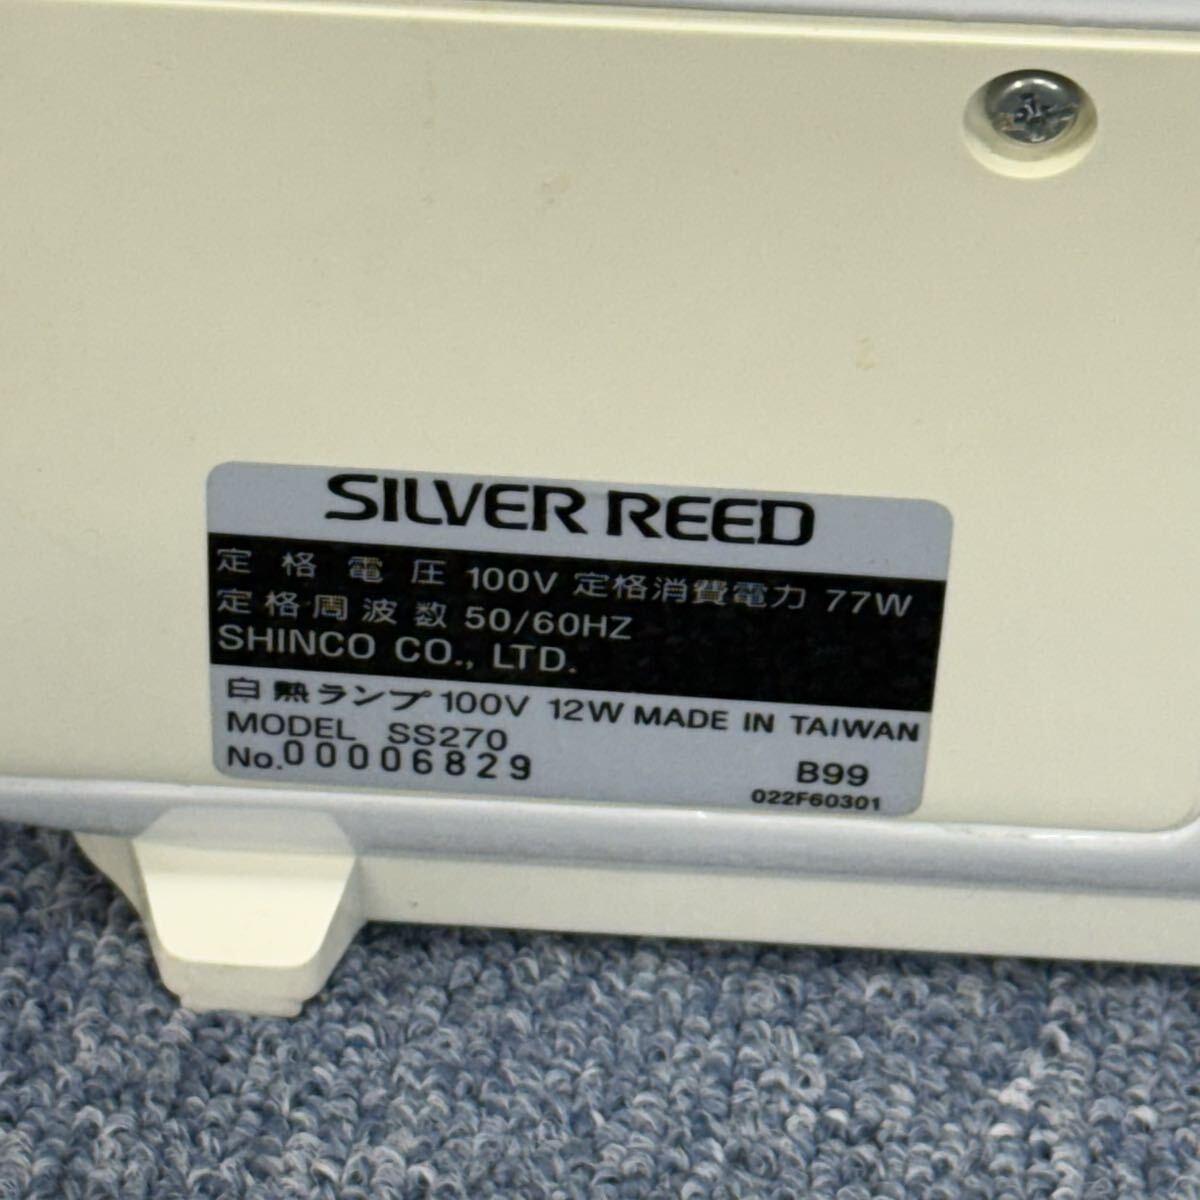 SILVER REED
定格電圧 100V 定格消費電力 77W
定格周波数 50/60HZ
SHINCO CO., LTD.
白熱ランプ 100V 12W MADE IN TAIWAN
MODEL SS270
No.00006829 B99
022F60301